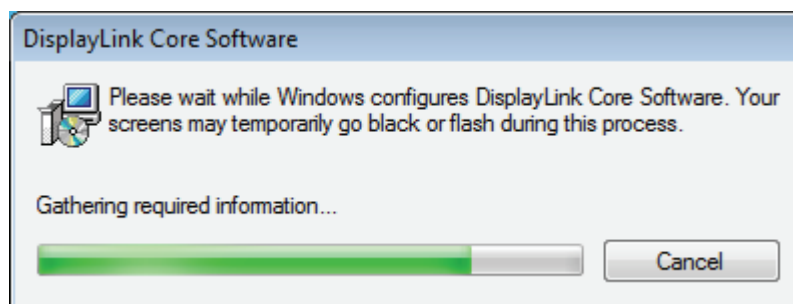 DisplayLink Core Software
Please wait while Windows configures DisplayLink Core Software. Your
screens may temporarily go black or flash during this process.
Gathering required information...
Cancel